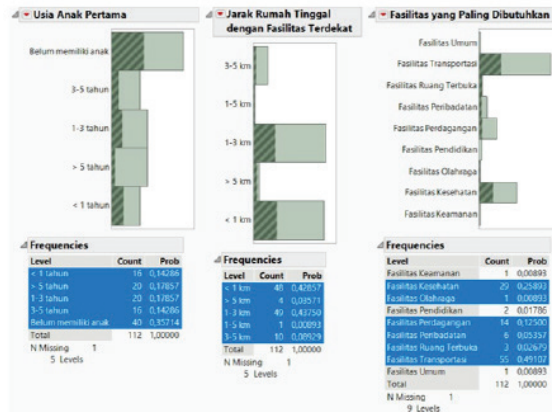 Usia Anak Pertama
Belum memiliki anak
3-5 tahun
1-3 tahun
> 5 tahun
< 1 tahun
Frequencies
Level Count Prob
< 1 tahun 16 0,14286
> 5 tahun 20 0,17857
1-3 tahun 20 0,17857
3-5 tahun 16 0,14286
Belum memiliki anak 40 0,35714
Total 112 1,00000
N Missing 1
5 Levels
Jarak Rumah Tinggal
dengan Fasilitas Terdekat
3-5 km
1-5 km
1-3 km
> 5 km
< 1 km
Frequencies
Level Count Prob
< 1 km 48 0,42857
> 5 km 4 0,03571
1-3 km 49 0,43750
1-5 km 1 0,00893
3-5 km 10 0,08929
Total 112 1,00000
N Missing 1
5 Levels
Fasilitas yang Paling Dibutuhkan
Fasilitas Umum
Fasilitas Transportasi
Fasilitas Ruang Terbuka
Fasilitas Peribadatan
Fasilitas Perdagangan
Fasilitas Pendidikan
Fasilitas Olahraga
Fasilitas Kesehatan
Fasilitas Keamanan
Frequencies
Level Count Prob
Fasilitas Keamanan 1 0,00893
Fasilitas Kesehatan 29 0,25893
Fasilitas Olahraga 1 0,00893
Fasilitas Pendidikan 2 0,01786
Fasilitas Perdagangan 14 0,12500
Fasilitas Peribadatan 6 0,05357
Fasilitas Ruang Terbuka 3 0,02679
Fasilitas Transportasi 55 0,49107
Fasilitas Umum 1 0,00893
Total 112 1,00000
N Missing 1
9 Levels